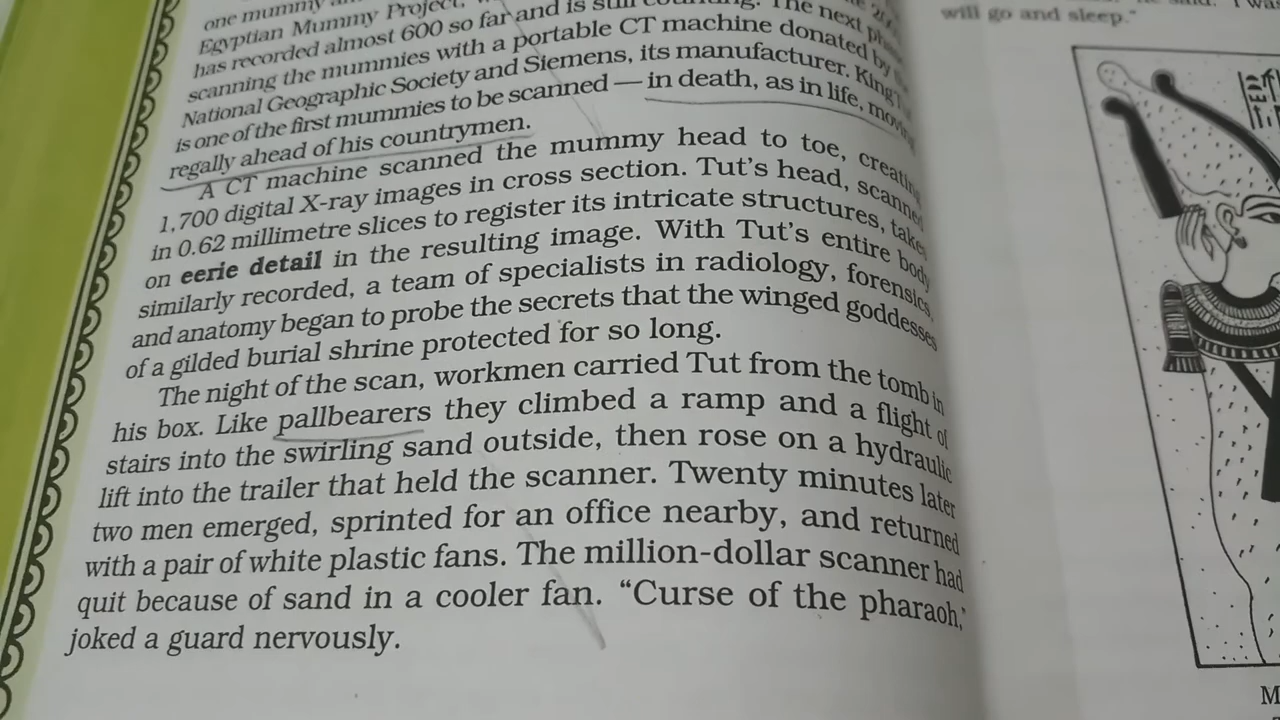 one mummy
Egyptian Mummy Project,
has recorded almost 600 so far and is still counting. The next
scanning the mummies with a portable CT machine donated by
National Geographic Society and Siemens, its manufacturer. King
is one of the first mummies to be scanned — in death, as in life, moving
regally ahead of his countrymen.
A CT machine scanned the mummy head to toe, creating
1,700 digital X-ray images in cross section. Tut's head, scanned
in 0.62 millimetre slices to register its intricate structures, takes
on eerie detail in the resulting image. With Tut's entire body
similarly recorded, a team of specialists in radiology, forensics,
and anatomy began to probe the secrets that the winged goddesses
of a gilded burial shrine protected for so long.
The night of the scan, workmen carried Tut from the tomb in
his box. Like pallbearers they climbed a ramp and a flight of
stairs into the swirling sand outside, then rose on a hydraulic
lift into the trailer that held the scanner. Twenty minutes later
two men emerged, sprinted for an office nearby, and returned
with a pair of white plastic fans. The million-dollar scanner had
quit because of sand in a cooler fan. “Curse of the pharaoh,”
joked a guard nervously.
will go and sleep.”